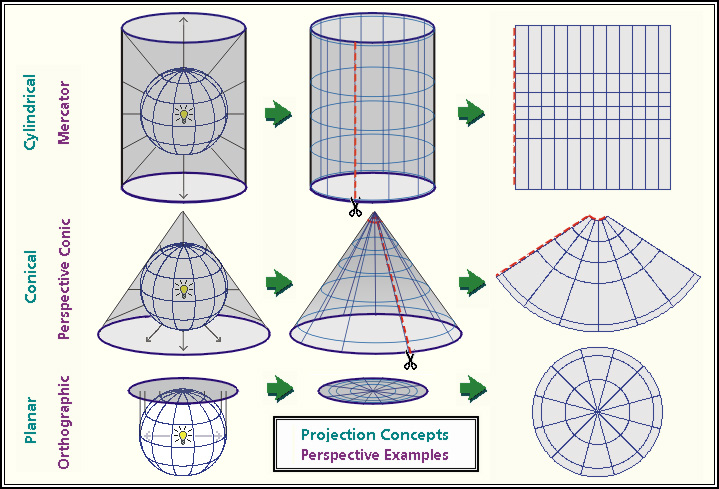 Cylindrical
Mercator
Conical
Perspective Conic
Planar
Orthographic
Projection Concepts
Perspective Examples